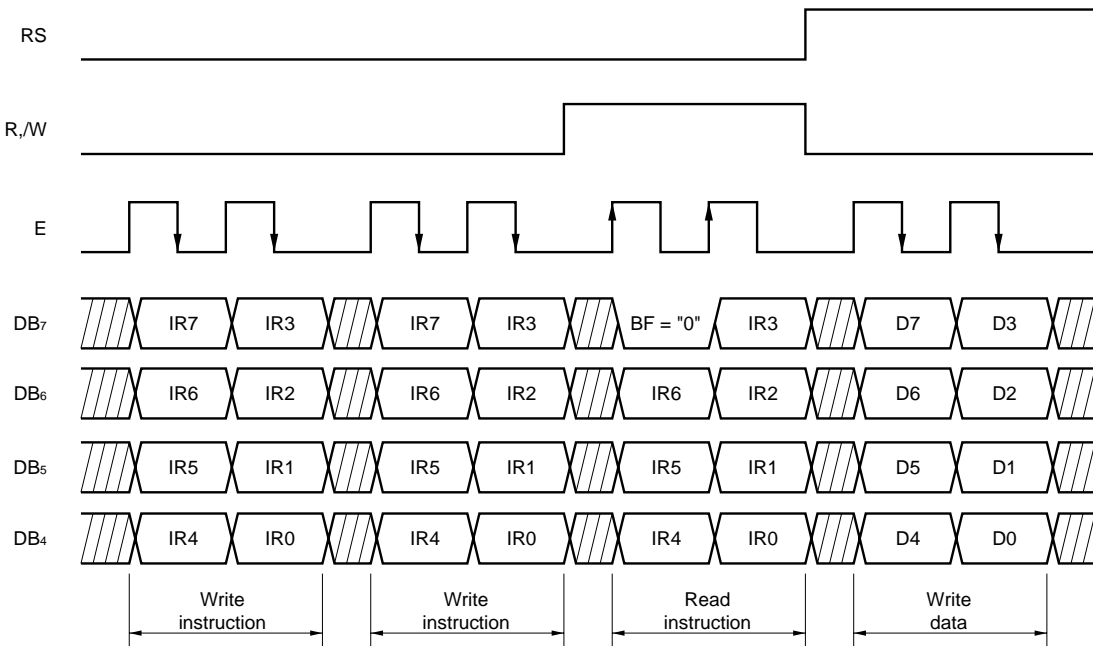 RS
R,/W
E
DB7 IR7 IR3 IR7 IR3 BF = "0" IR3 D7 D3
DB6 IR6 IR2 IR6 IR2 IR6 IR2 D6 D2
DB5 IR5 IR1 IR5 IR1 IR5 IR1 D5 D1
DB4 IR4 IR0 IR4 IR0 IR4 IR0 D4 D0
Write Write Read Write
instruction instruction instruction data